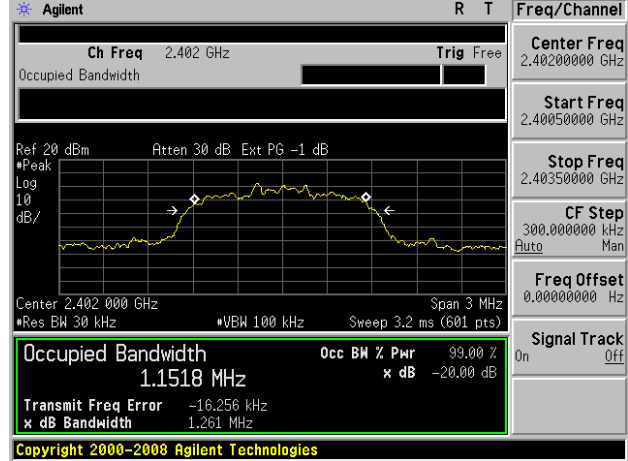 Agilent R T Freq/Channel
Ch Freq 2.402 GHz Trig Free
Occupied Bandwidth
Center Freq
2.40200000 GHz
Start Freq
2.40050000 GHz
Stop Freq
2.40350000 GHz
CF Step
300.000000 kHz
Auto Man
Freq Offset
0.00000000 Hz
Signal Track
On Off
Ref 20 dBm Atten 30 dB Ext PG -1 dB
#Peak
Log
10
dB/
Center 2.402 000 GHz Span 3 MHz
#Res BW 30 kHz #VBW 100 kHz Sweep 3.2 ms (601 pts)
Occupied Bandwidth Occ BW % Pwr 99.00 %
1.1518 MHz x dB -20.00 dB
Transmit Freq Error -16.256 kHz
x dB Bandwidth 1.261 MHz
Copyright 2000-2008 Agilent Technologies